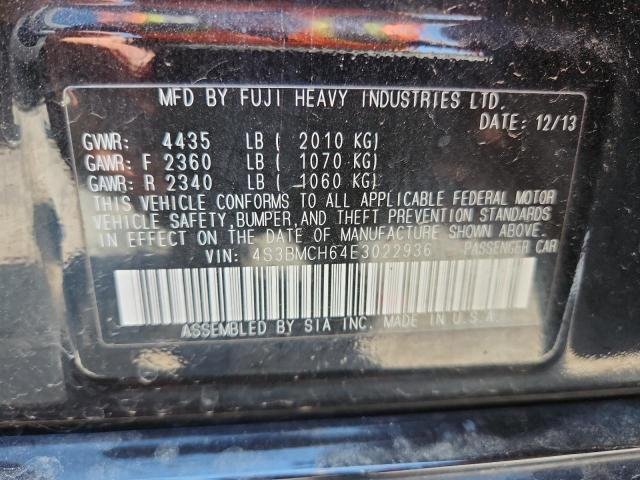 MFD BY FUJI HEAVY INDUSTRIES LTD.
DATE: 12/13
GVWR: 4435 LB ( 2010 KG)
GAWR: F 2360 LB ( 1070 KG)
GAWR: R 2340 LB ( 1060 KG)
THIS VEHICLE CONFORMS TO ALL APPLICABLE FEDERAL MOTOR
VEHICLE SAFETY, BUMPER, AND THEFT PREVENTION STANDARDS
IN EFFECT ON THE DATE OF MANUFACTURE SHOWN ABOVE.
VIN: 4S3BMCH64E3022936 PASSENGER CAR
ASSEMBLED BY SIA INC. MADE IN U.S.A.